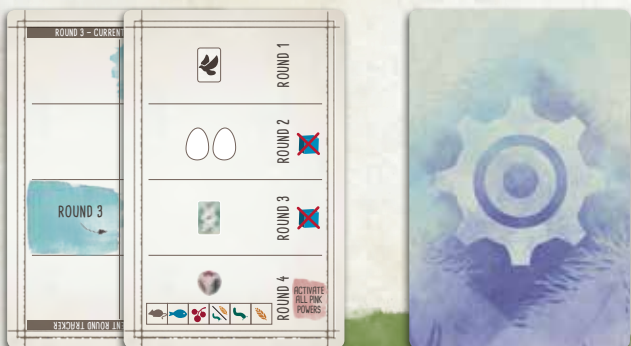 ROUND 3 – CURRENT
ROUND 3
ENT ROUND TRACKER
ROUND 1
ROUND 2
ROUND 3
ROUND 4
ACTIVATE
ALL PINK
POWERS